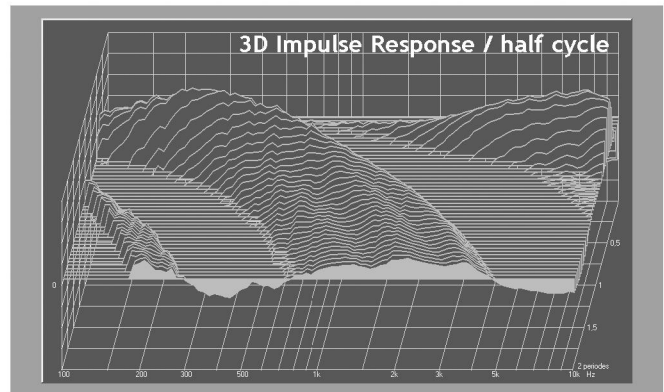 3D Impulse Response / half cycle
0,5
0
1
1,5
2 periodes
100 200 300 500 1k 2k 3k 5k 10k Hz